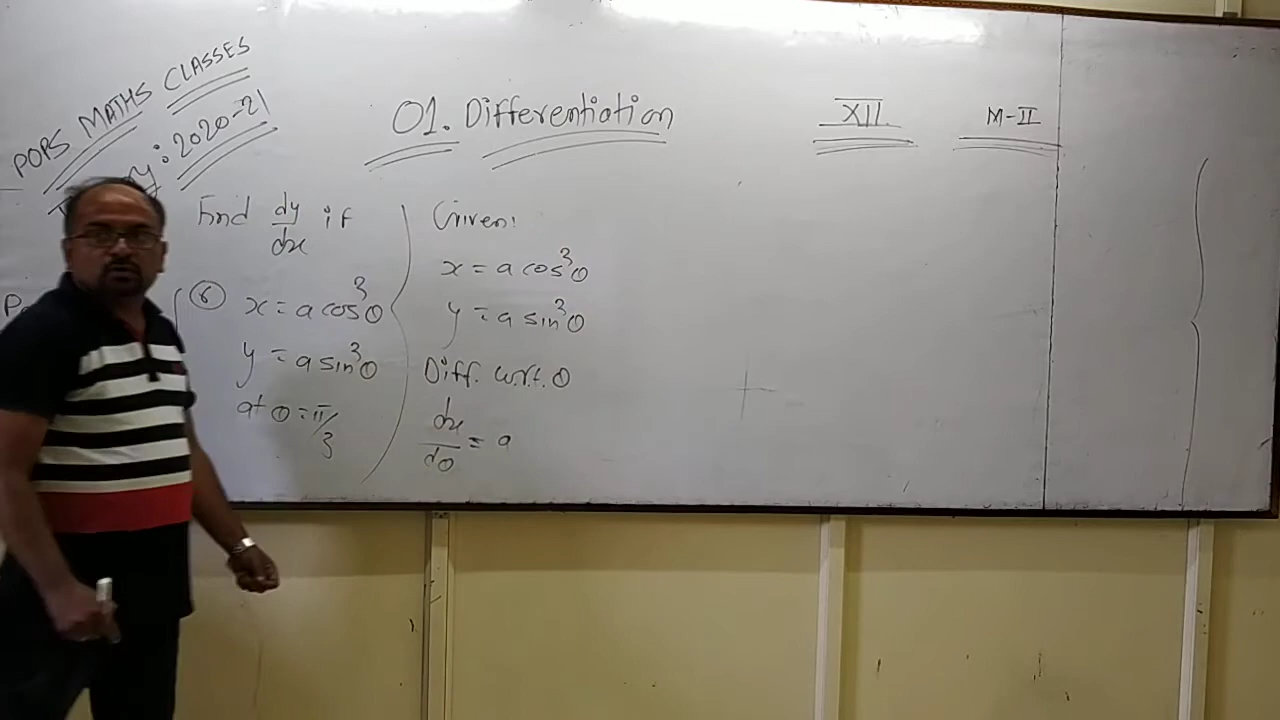 POPS MATHS CLASSES
y: 2020-21
01. Differentiation
XII
M-II
Find dy/dx if
⑥ x = a cos³θ
y = a sin³θ
at θ = π/3
Given:
x = a cos³θ
y = a sin³θ
Diff. w.r.t. θ
dx/dθ = a